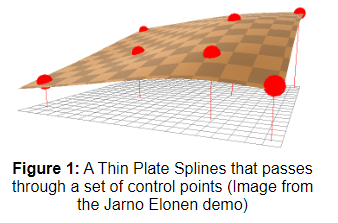 Figure 1: A Thin Plate Splines that passes
through a set of control points (Image from
the Jarno Elonen demo)